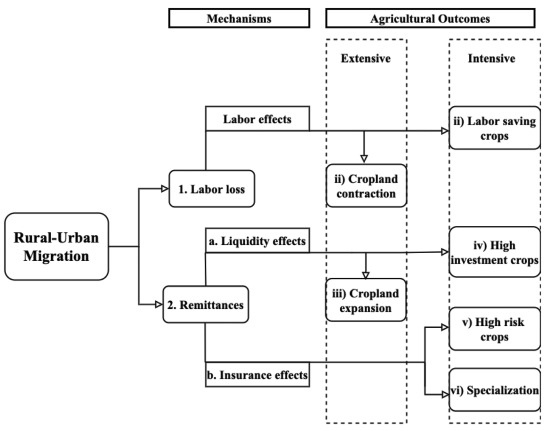 Mechanisms
Agricultural Outcomes
Extensive
Intensive
Labor effects
ii) Labor saving
crops
1. Labor loss
ii) Cropland
contraction
Rural-Urban
Migration
a. Liquidity effects
iv) High
investment crops
2. Remittances
iii) Cropland
expansion
v) High risk
crops
b. Insurance effects
vi) Specialization